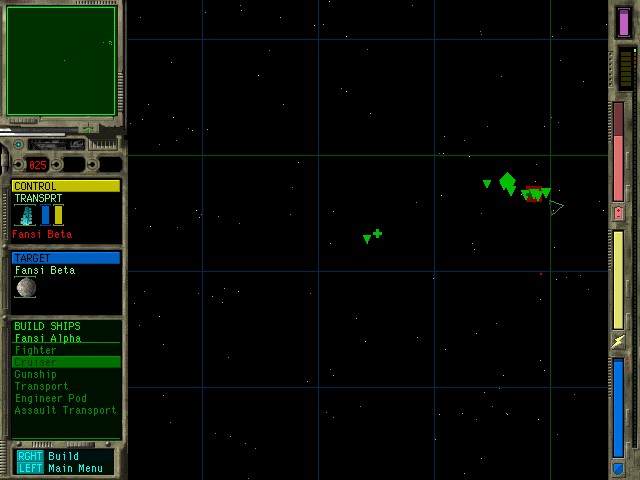 025
CONTROL
TRANSPRT
Fansi Beta
TARGET
Fansi Beta
BUILD SHIPS
Fansi Alpha
Fighter
Cruiser
Gunship
Transport
Engineer Pod
Assault Transport
RGHT Build
LEFT Main Menu